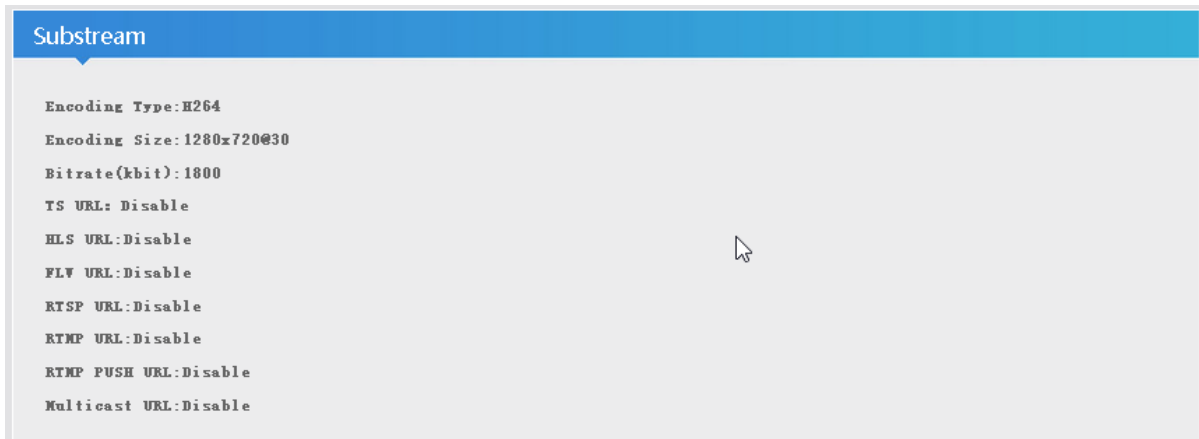 Substream
Encoding Type:H264
Encoding Size:1280x720@30
Bitrate(kbit):1800
TS URL: Disable
HLS URL:Disable
FLV URL:Disable
RTSP URL:Disable
RTMP URL:Disable
RTMP PUSH URL:Disable
Multicast URL:Disable